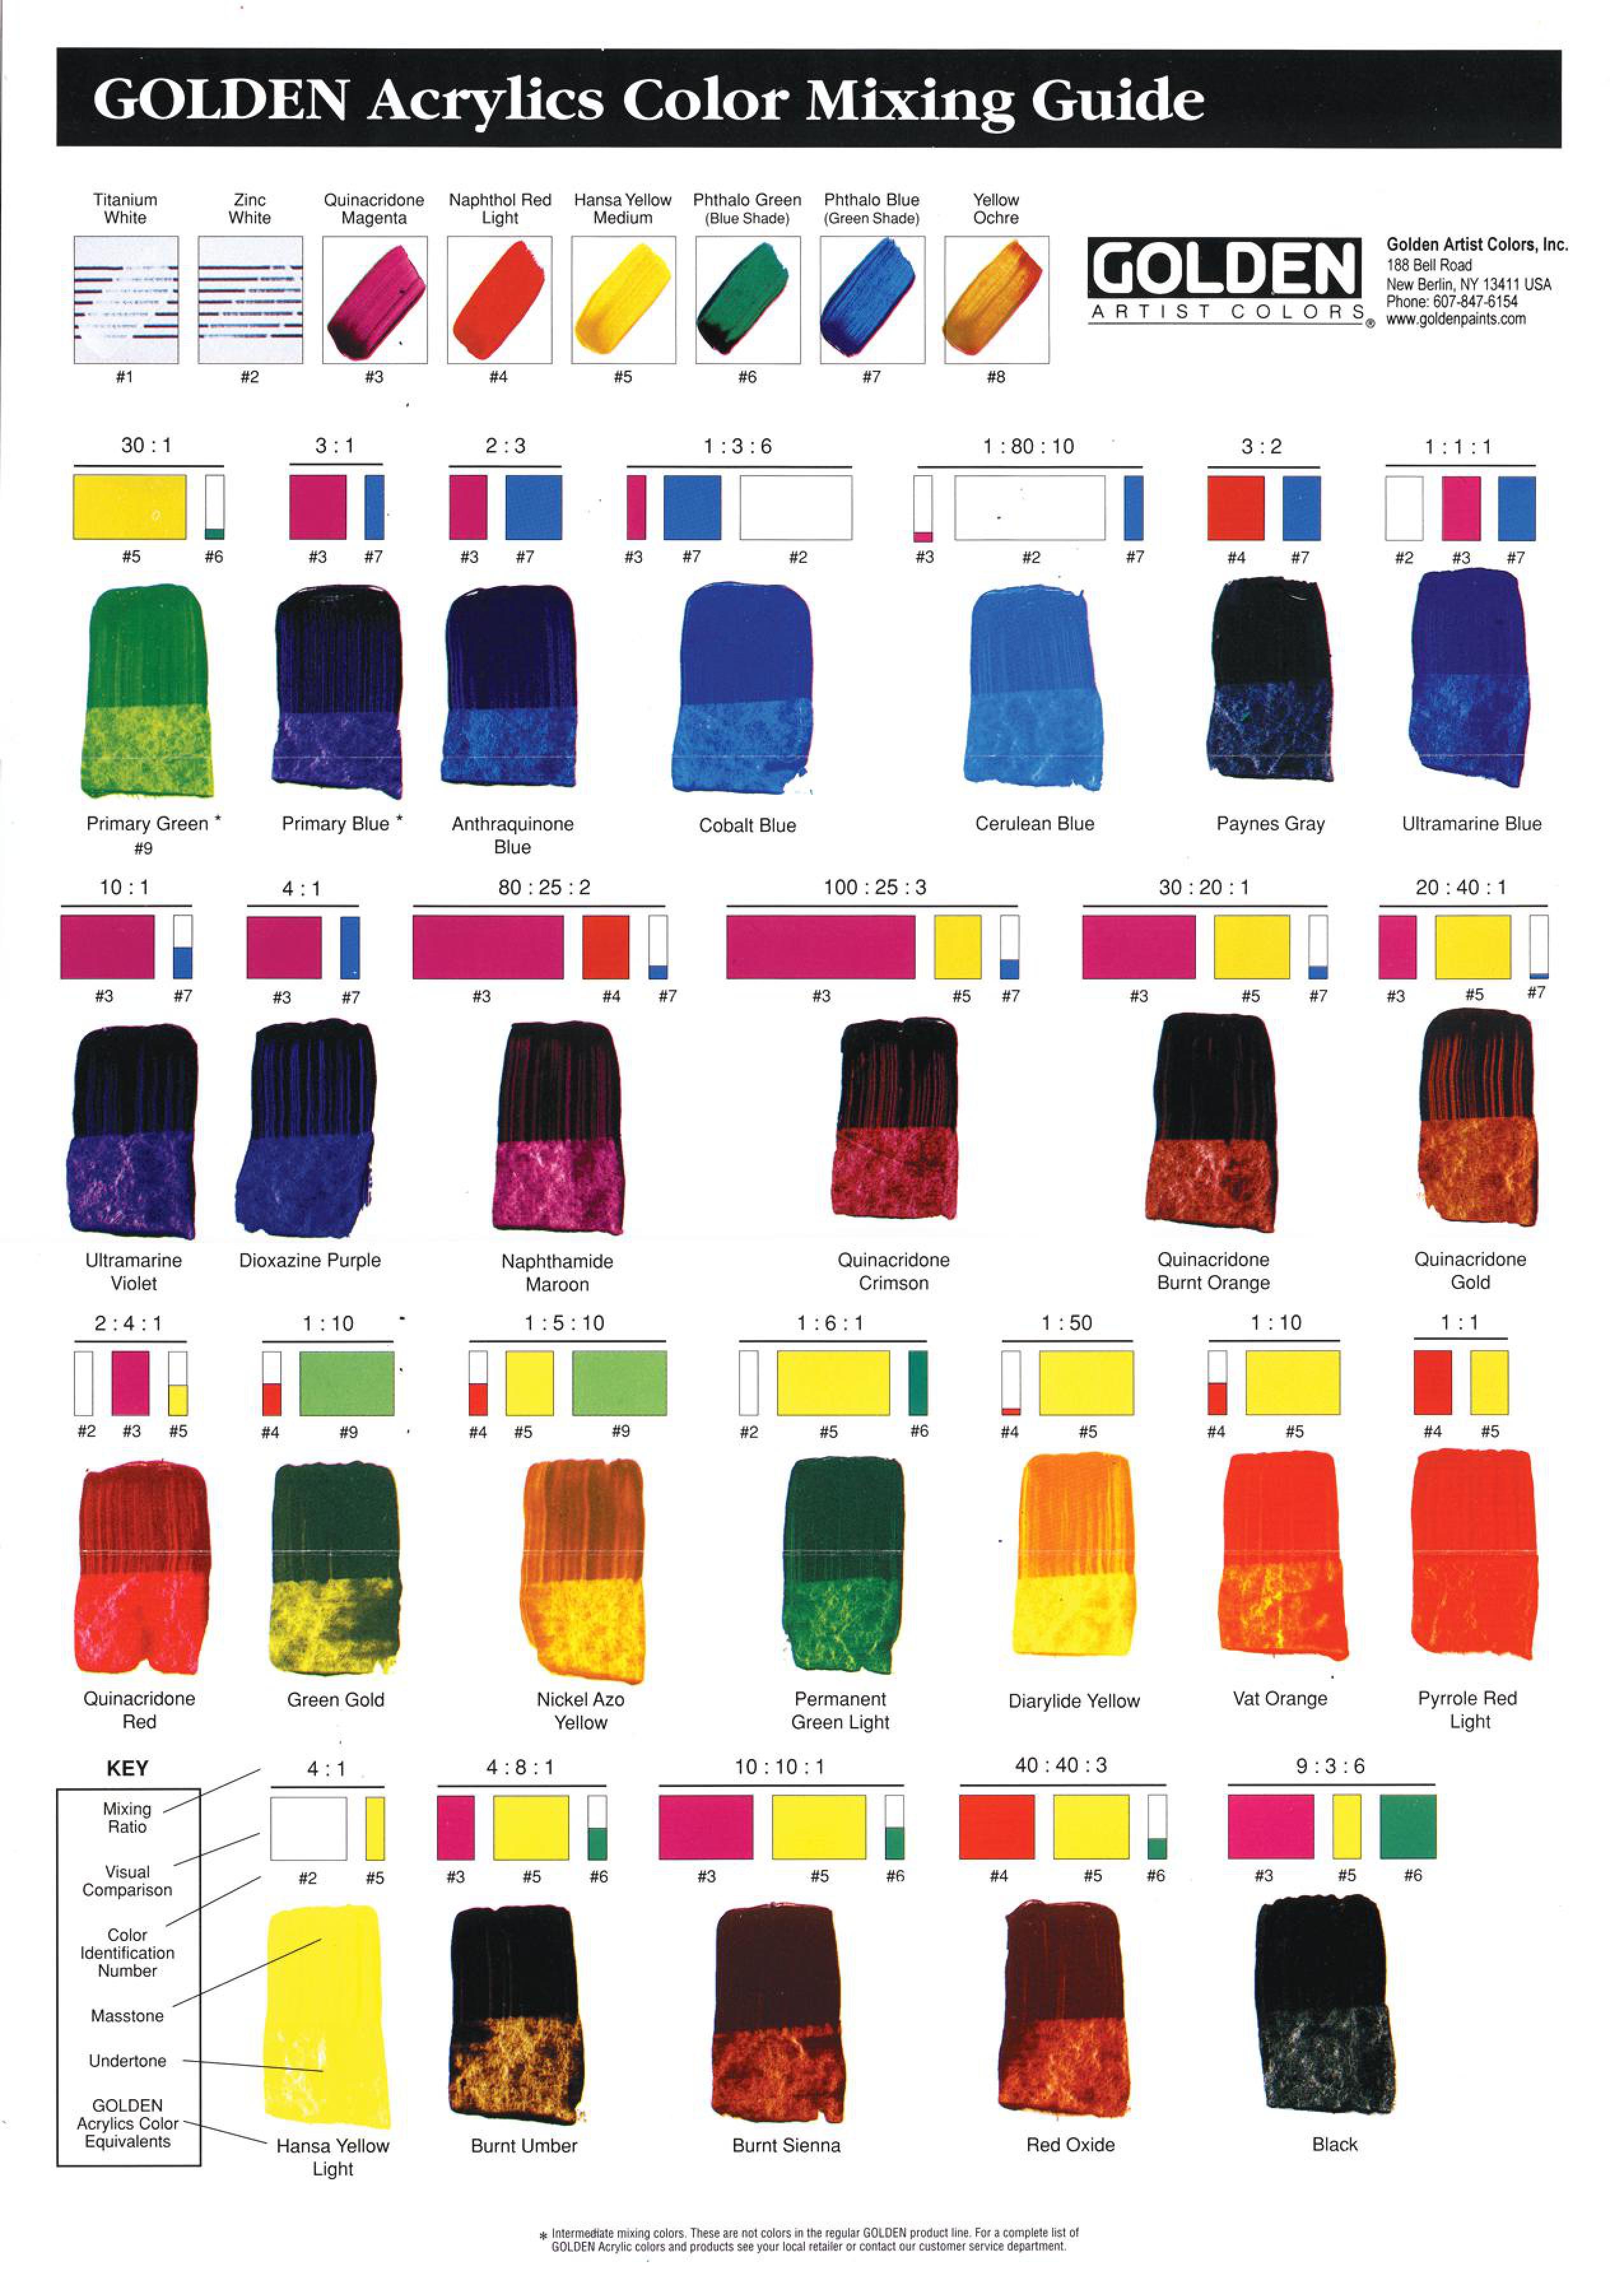 GOLDEN Acrylics Color Mixing Guide
Titanium White
Zinc White
Quinacridone Magenta
Naphthol Red Light
Hansa Yellow Medium
Phthalo Green (Blue Shade)
Phthalo Blue (Green Shade)
Yellow Ochre
#1 #2 #3 #4 #5 #6 #7 #8
GOLDEN
ARTIST COLORS®
Golden Artist Colors, Inc.
188 Bell Road
New Berlin, NY 13411 USA
Phone: 607-847-6154
www.goldenpaints.com
30 : 1
#5 #6
Primary Green *
#9
3 : 1
#3 #7
Primary Blue *
2 : 3
#3 #7
Anthraquinone
Blue
1 : 3 : 6
#3 #7 #2
Cobalt Blue
1 : 80 : 10
#3 #2 #7
Cerulean Blue
3 : 2
#4 #7
Paynes Gray
1 : 1 : 1
#2 #3 #7
Ultramarine Blue
10 : 1
#3 #7
Ultramarine
Violet
4 : 1
#3 #7
Dioxazine Purple
80 : 25 : 2
#3 #4 #7
Naphthamide
Maroon
100 : 25 : 3
#3 #5 #7
Quinacridone
Crimson
30 : 20 : 1
#3 #5 #7
Quinacridone
Burnt Orange
20 : 40 : 1
#3 #5 #7
Quinacridone
Gold
2 : 4 : 1
#2 #3 #5
Quinacridone
Red
1 : 10
#4 #9
Green Gold
1 : 5 : 10
#4 #5 #9
Nickel Azo
Yellow
1 : 6 : 1
#2 #5 #6
Permanent
Green Light
1 : 50
#4 #5
Diarylide Yellow
1 : 10
#4 #5
Vat Orange
1 : 1
#4 #5
Pyrrole Red
Light
KEY
Mixing
Ratio
Visual
Comparison
Color
Identification
Number
Masstone
Undertone
GOLDEN
Acrylics Color
Equivalents
4 : 1
#2 #5
Hansa Yellow
Light
4 : 8 : 1
#3 #5 #6
Burnt Umber
10 : 10 : 1
#3 #5 #6
Burnt Sienna
40 : 40 : 3
#4 #5 #6
Red Oxide
9 : 3 : 6
#3 #5 #6
Black
* Intermediate mixing colors. These are not colors in the regular GOLDEN product line. For a complete list of
GOLDEN Acrylic colors and products see your local retailer or contact our customer service department.